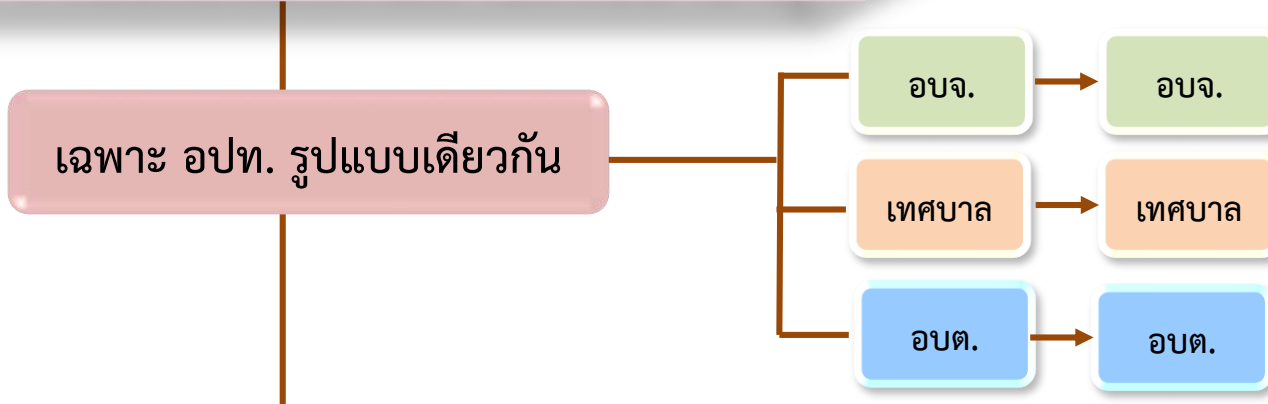 เฉพาะ อปท. รูปแบบเดียวกัน
อบจ. อบจ.
เทศบาล เทศบาล
อบต. อบต.